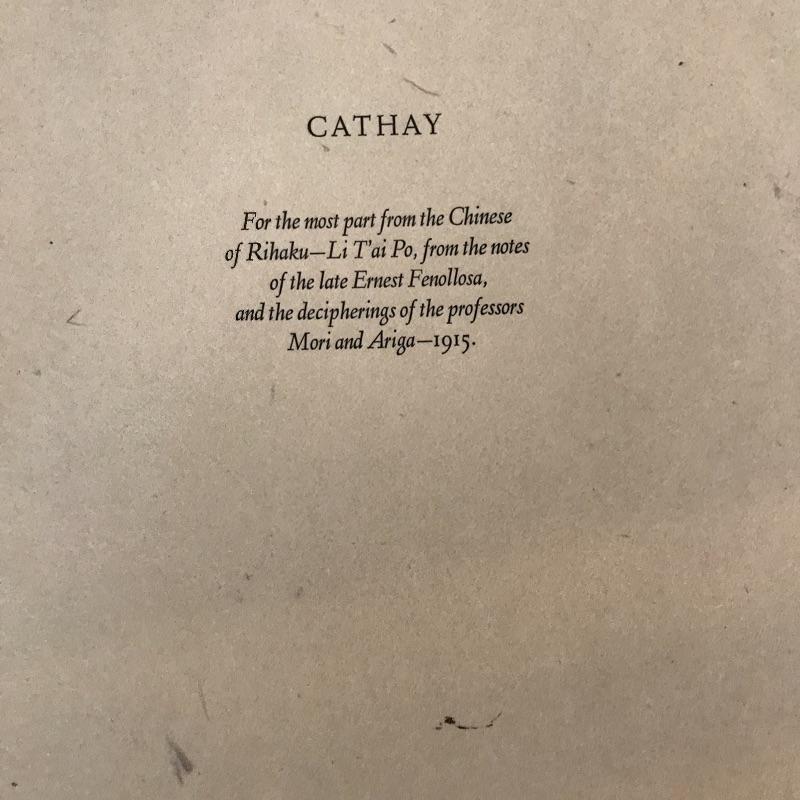 CATHAY
For the most part from the Chinese
of Rihaku—Li T'ai Po, from the notes
of the late Ernest Fenollosa,
and the decipherings of the professors
Mori and Ariga—1915.